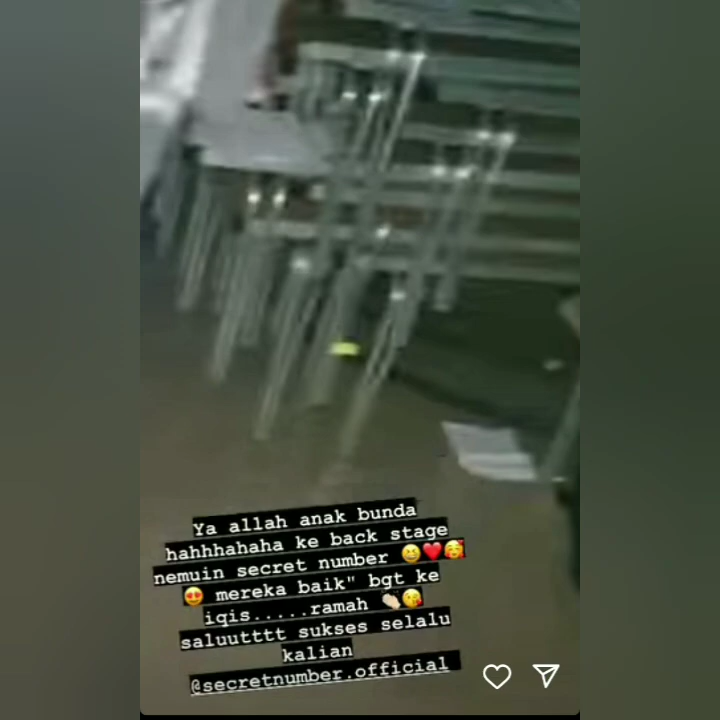 Ya allah anak bunda
hahhhahaha ke back stage
nemuin secret number 😆❤️🥰
😍 mereka baik" bgt ke
iqis.....ramah 👏🏻😘
saluutttt sukses selalu
kalian
@secretnumber.official